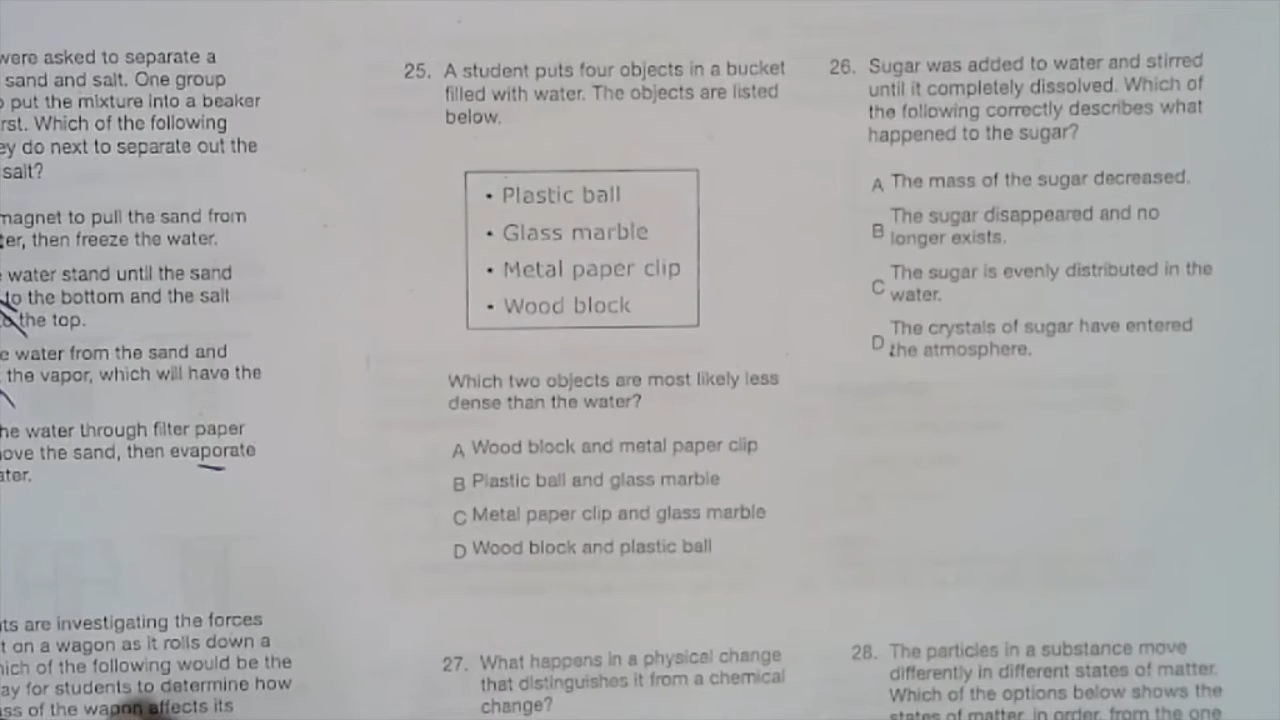 were asked to separate a
sand and salt. One group
put the mixture into a beaker
rst. Which of the following
ey do next to separate out the
salt?
magnet to pull the sand from
ter, then freeze the water.
water stand until the sand
to the bottom and the salt
the top.
e water from the sand and
the vapor, which will have the
he water through filter paper
ove the sand, then evaporate
ater.
ts are investigating the forces
t on a wagon as it rolls down a
hich of the following would be the
ay for students to determine how
ass of the wagon affects its
25. A student puts four objects in a bucket
filled with water. The objects are listed
below.
• Plastic ball
• Glass marble
• Metal paper clip
• Wood block
Which two objects are most likely less
dense than the water?
A Wood block and metal paper clip
B Plastic ball and glass marble
C Metal paper clip and glass marble
D Wood block and plastic ball
27. What happens in a physical change
that distinguishes it from a chemical
change?
26. Sugar was added to water and stirred
until it completely dissolved. Which of
the following correctly describes what
happened to the sugar?
A The mass of the sugar decreased.
B The sugar disappeared and no
longer exists.
C The sugar is evenly distributed in the
water.
D The crystals of sugar have entered
the atmosphere.
28. The particles in a substance move
differently in different states of matter.
Which of the options below shows the
states of matter, in order, from the one